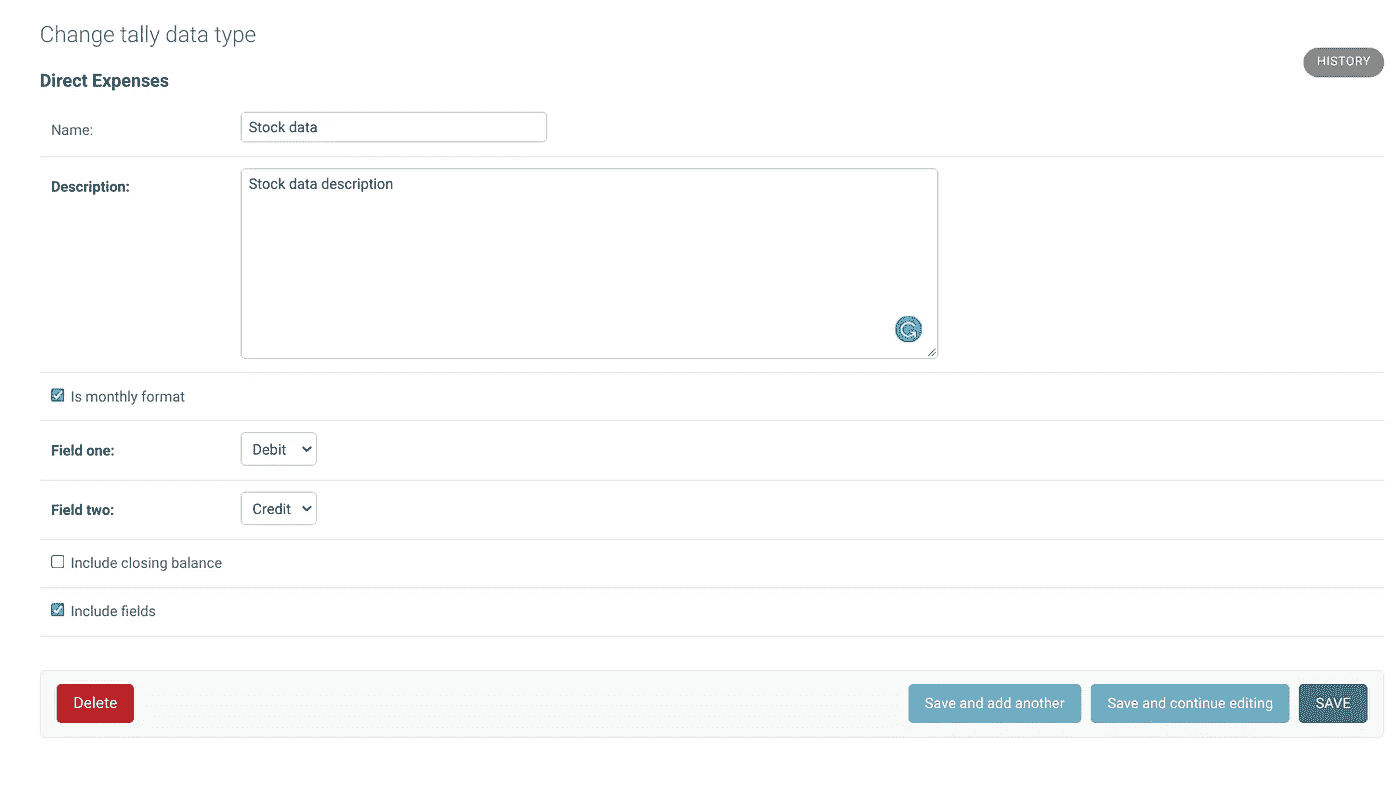 Change tally data type
HISTORY
Direct Expenses
Name:
Stock data
Description:
Stock data description
Is monthly format
Field one:
Debit
Field two:
Credit
Include closing balance
Include fields
Delete
Save and add another
Save and continue editing
SAVE